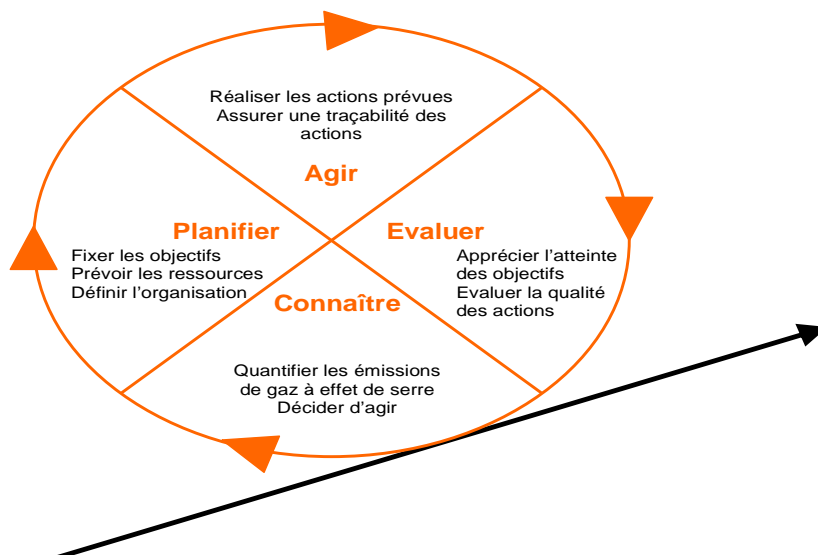 Réaliser les actions prévues
Assurer une traçabilité des
actions
Agir
Planifier
Fixer les objectifs
Prévoir les ressources
Définir l'organisation
Evaluer
Apprécier l'atteinte
des objectifs
Evaluer la qualité
des actions
Connaître
Quantifier les émissions
de gaz à effet de serre
Décider d'agir